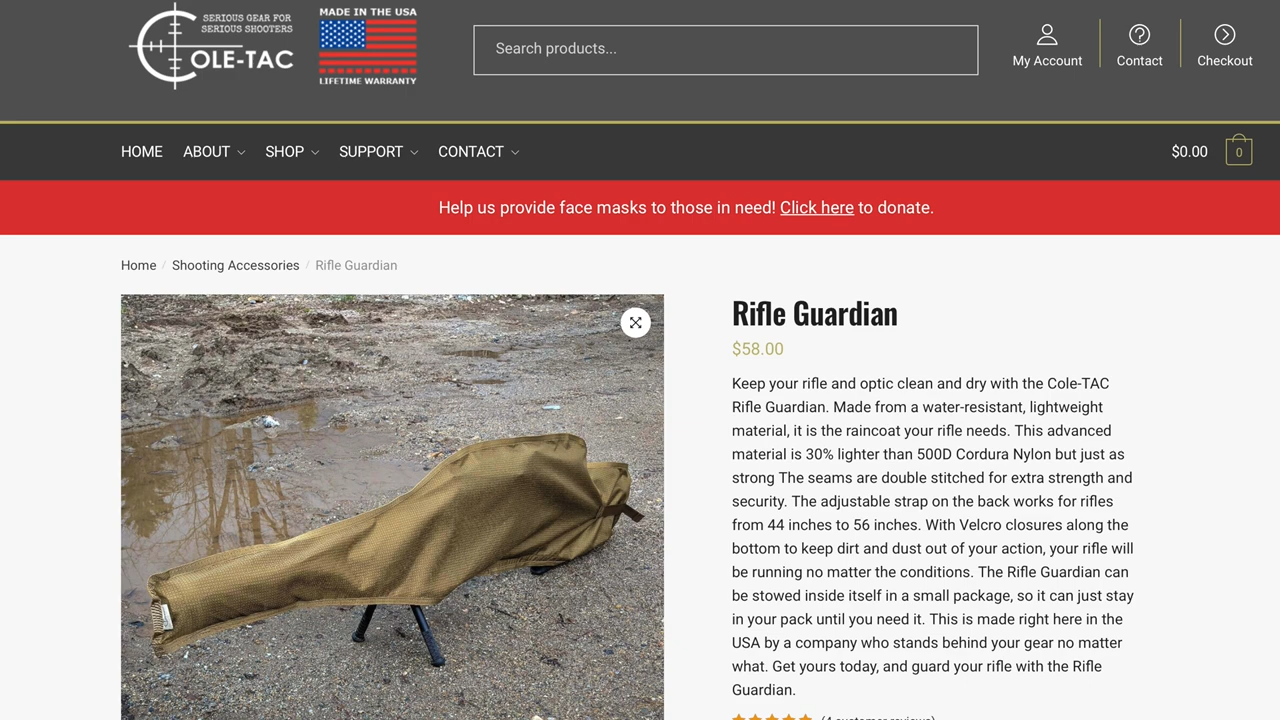 SERIOUS GEAR FOR
SERIOUS SHOOTERS
COLE-TAC
MADE IN THE USA
LIFETIME WARRANTY
Search products...
My Account
Contact
Checkout
HOME ABOUT SHOP SUPPORT CONTACT
$0.00 0
Help us provide face masks to those in need! Click here to donate.
Home / Shooting Accessories / Rifle Guardian
Rifle Guardian
$58.00
Keep your rifle and optic clean and dry with the Cole-TAC
Rifle Guardian. Made from a water-resistant, lightweight
material, it is the raincoat your rifle needs. This advanced
material is 30% lighter than 500D Cordura Nylon but just as
strong The seams are double stitched for extra strength and
security. The adjustable strap on the back works for rifles
from 44 inches to 56 inches. With Velcro closures along the
bottom to keep dirt and dust out of your action, your rifle will
be running no matter the conditions. The Rifle Guardian can
be stowed inside itself in a small package, so it can just stay
in your pack until you need it. This is made right here in the
USA by a company who stands behind your gear no matter
what. Get yours today, and guard your rifle with the Rifle
Guardian.
(4 customer reviews)